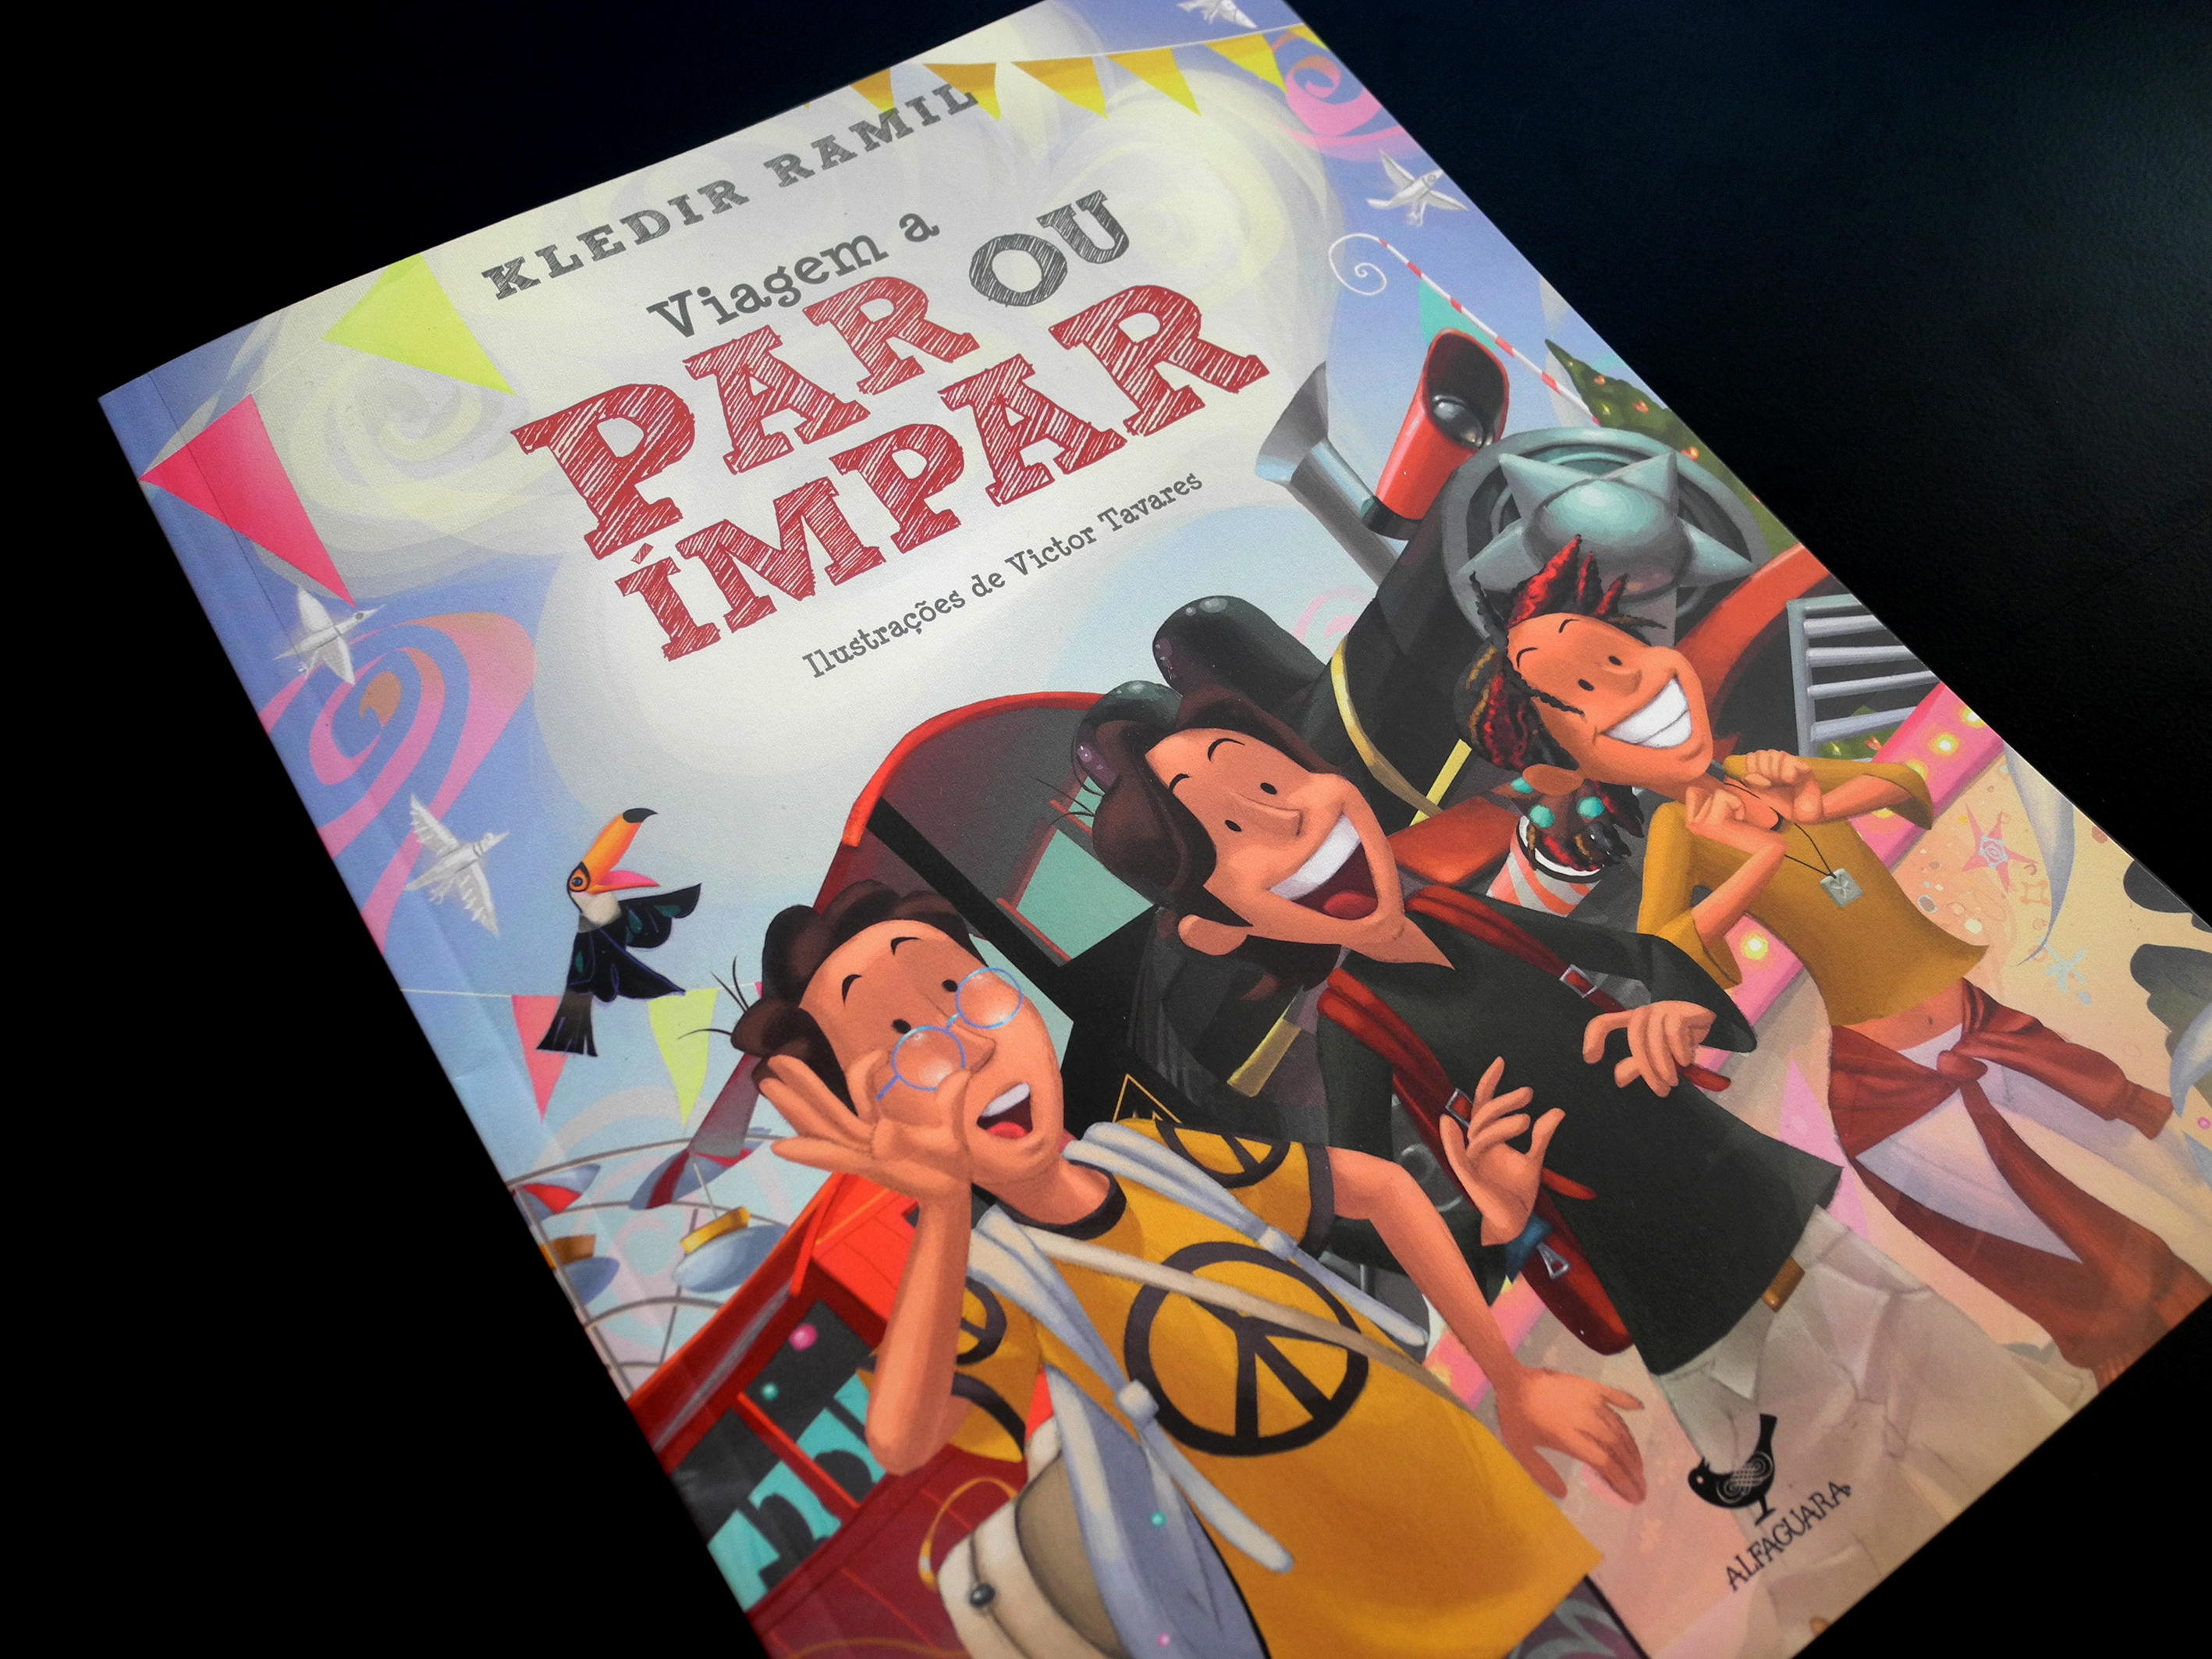 KLEDIR RAMIL
Viagem a
PAR OU
ÍMPAR
Ilustrações de Victor Tavares
ALFAGUARA